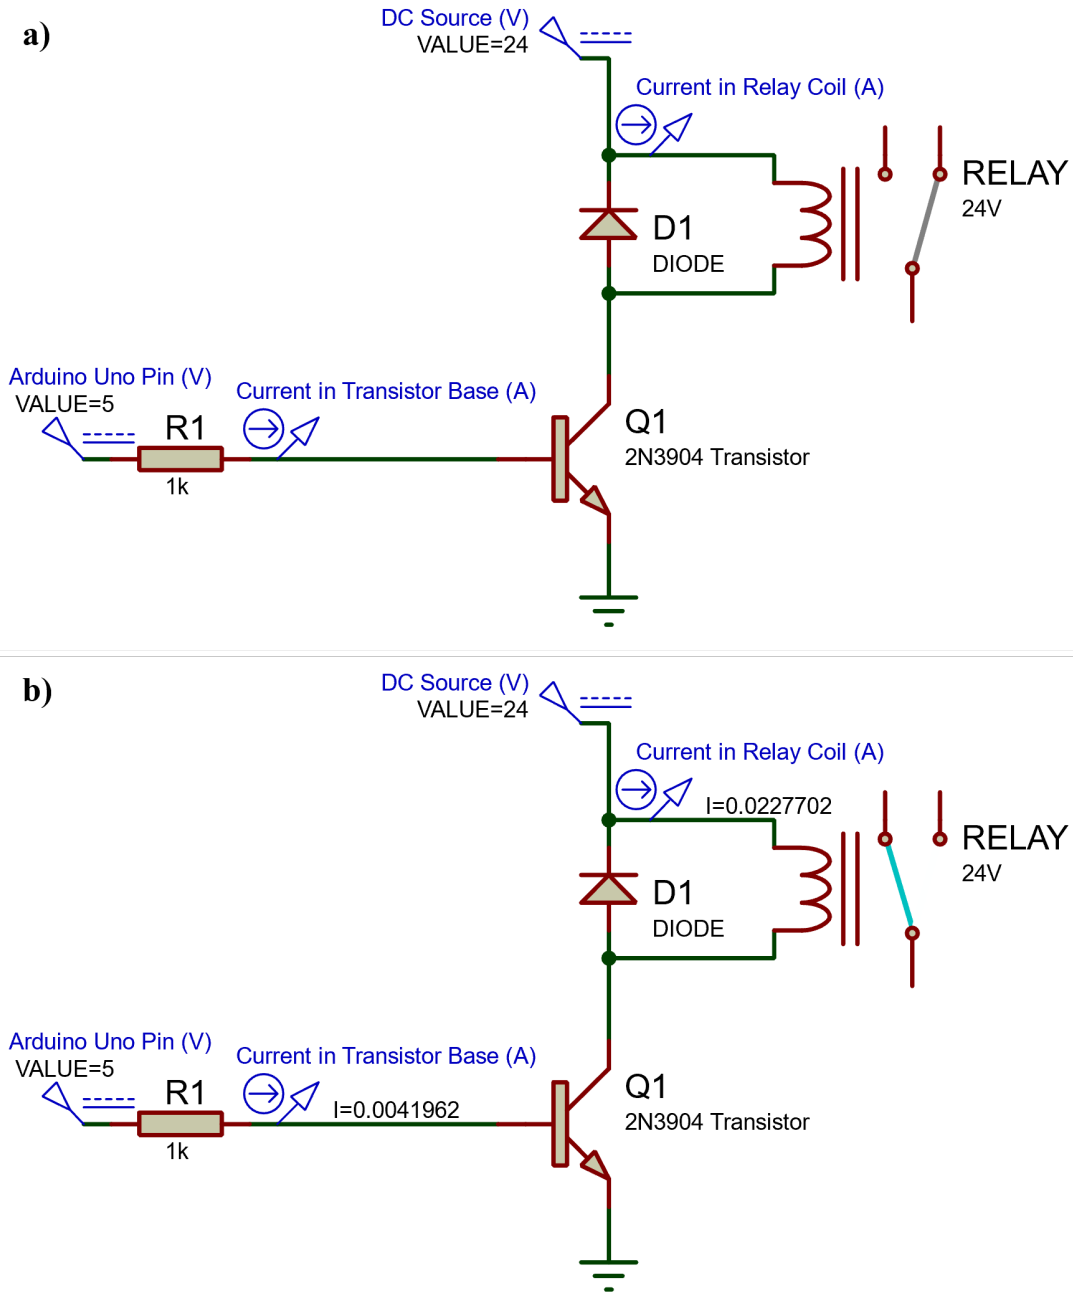 a)
DC Source (V)
VALUE=24
Current in Relay Coil (A)
RELAY
24V
D1
DIODE
Arduino Uno Pin (V)
VALUE=5
R1
1k
Current in Transistor Base (A)
Q1
2N3904 Transistor
b)
DC Source (V)
VALUE=24
Current in Relay Coil (A)
I=0.0227702
RELAY
24V
D1
DIODE
Arduino Uno Pin (V)
VALUE=5
R1
1k
Current in Transistor Base (A)
I=0.0041962
Q1
2N3904 Transistor